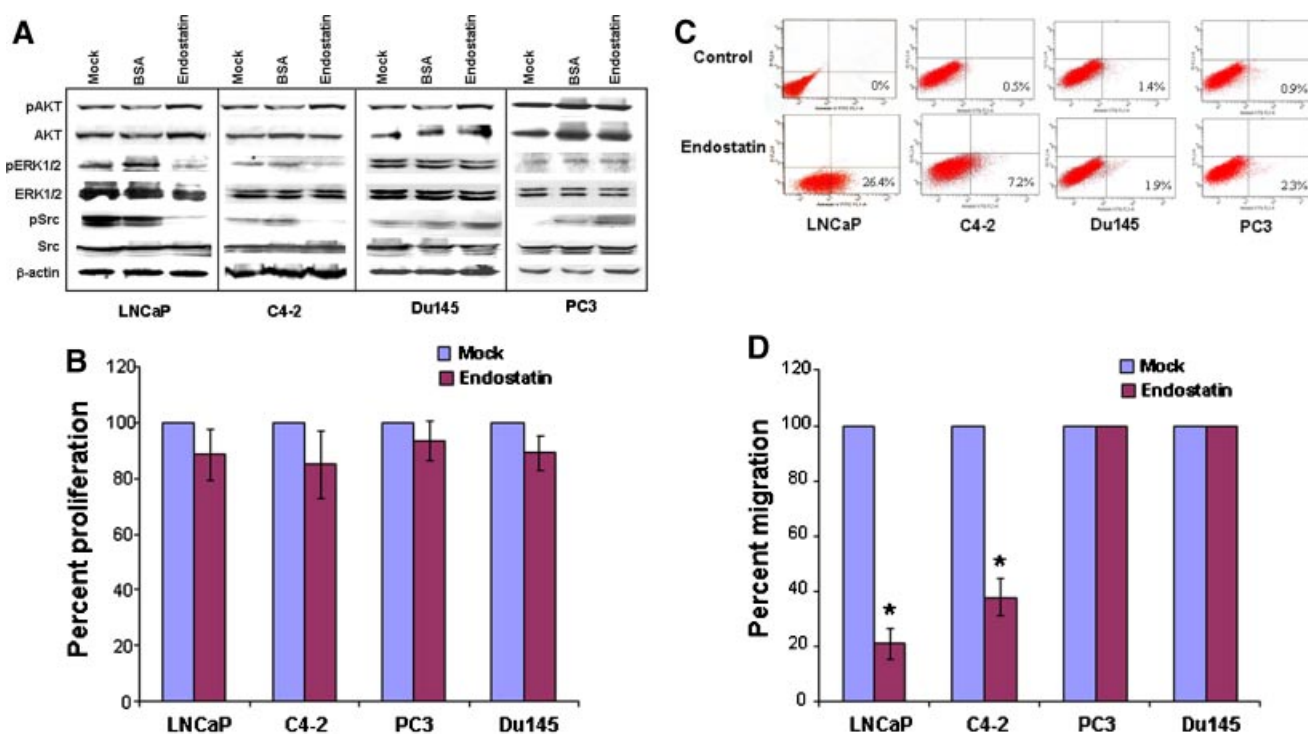 A
Mock BSA Endostatin Mock BSA Endostatin Mock BSA Endostatin Mock BSA Endostatin
pAKT
AKT
pERK1/2
ERK1/2
pSrc
Src
β-actin
LNCaP C4-2 Du145 PC3
B
Mock
Endostatin
Percent proliferation
120
100
80
60
40
20
0
LNCaP C4-2 PC3 Du145
C
Control
0% 0.5% 1.4% 0.9%
Endostatin
26.4% 7.2% 1.9% 2.3%
LNCaP C4-2 Du145 PC3
D
Mock
Endostatin
Percent migration
120
100
80
60
40
20
0
* *
LNCaP C4-2 PC3 Du145